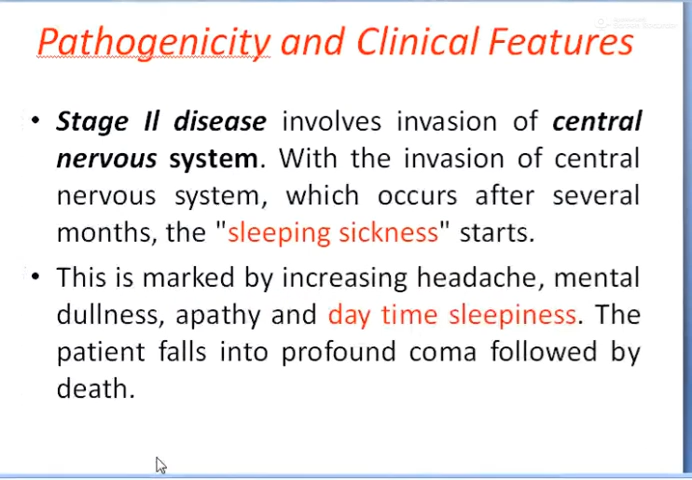 Pathogenicity and Clinical Features
• Stage Il disease involves invasion of central
nervous system. With the invasion of central
nervous system, which occurs after several
months, the "sleeping sickness" starts.
• This is marked by increasing headache, mental
dullness, apathy and day time sleepiness. The
patient falls into profound coma followed by
death.